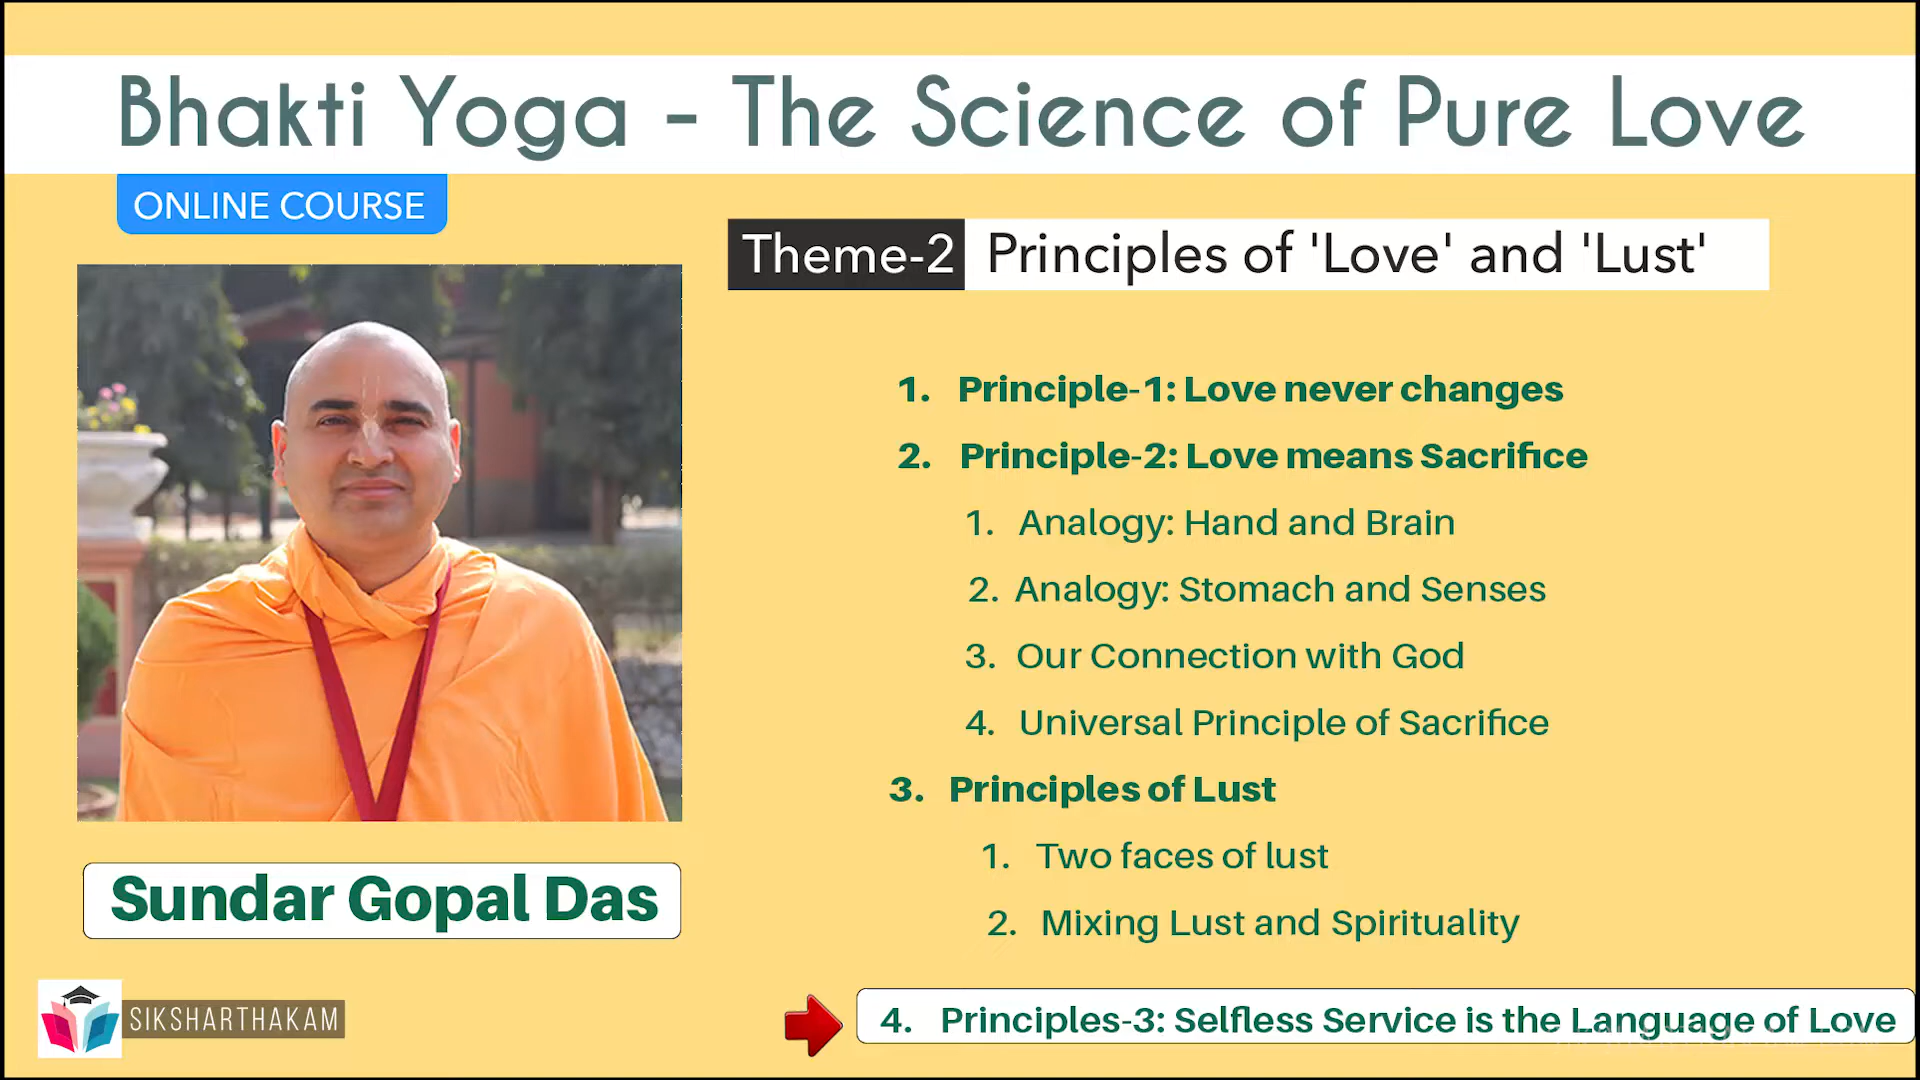 Bhakti Yoga - The Science of Pure Love
ONLINE COURSE
Theme-2 Principles of 'Love' and 'Lust'
1. Principle-1: Love never changes
2. Principle-2: Love means Sacrifice
1. Analogy: Hand and Brain
2. Analogy: Stomach and Senses
3. Our Connection with God
4. Universal Principle of Sacrifice
3. Principles of Lust
1. Two faces of lust
2. Mixing Lust and Spirituality
4. Principles-3: Selfless Service is the Language of Love
Sundar Gopal Das
SIKSHARTHAKAM